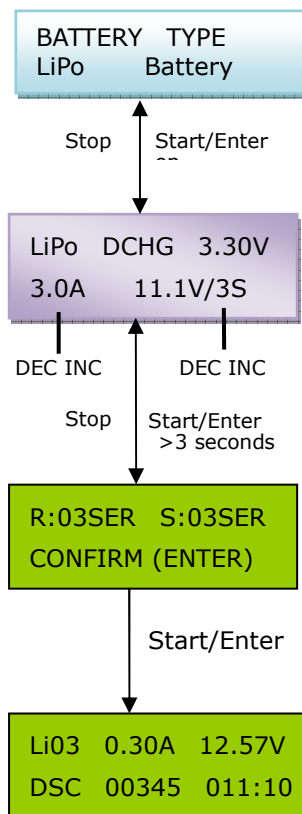 BATTERY TYPE
LiPo Battery
Stop Start/Enter
LiPo DCHG 3.30V
3.0A 11.1V/3S
DEC INC DEC INC
Stop Start/Enter
>3 seconds
R:03SER S:03SER
CONFIRM (ENTER)
Start/Enter
Li03 0.30A 12.57V
DSC 00345 011:10